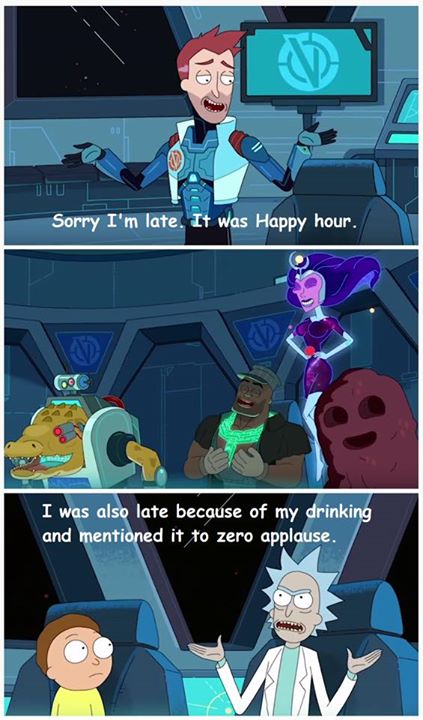 Sorry I'm late. It was Happy hour.
I was also late because of my drinking
and mentioned it to zero applause.